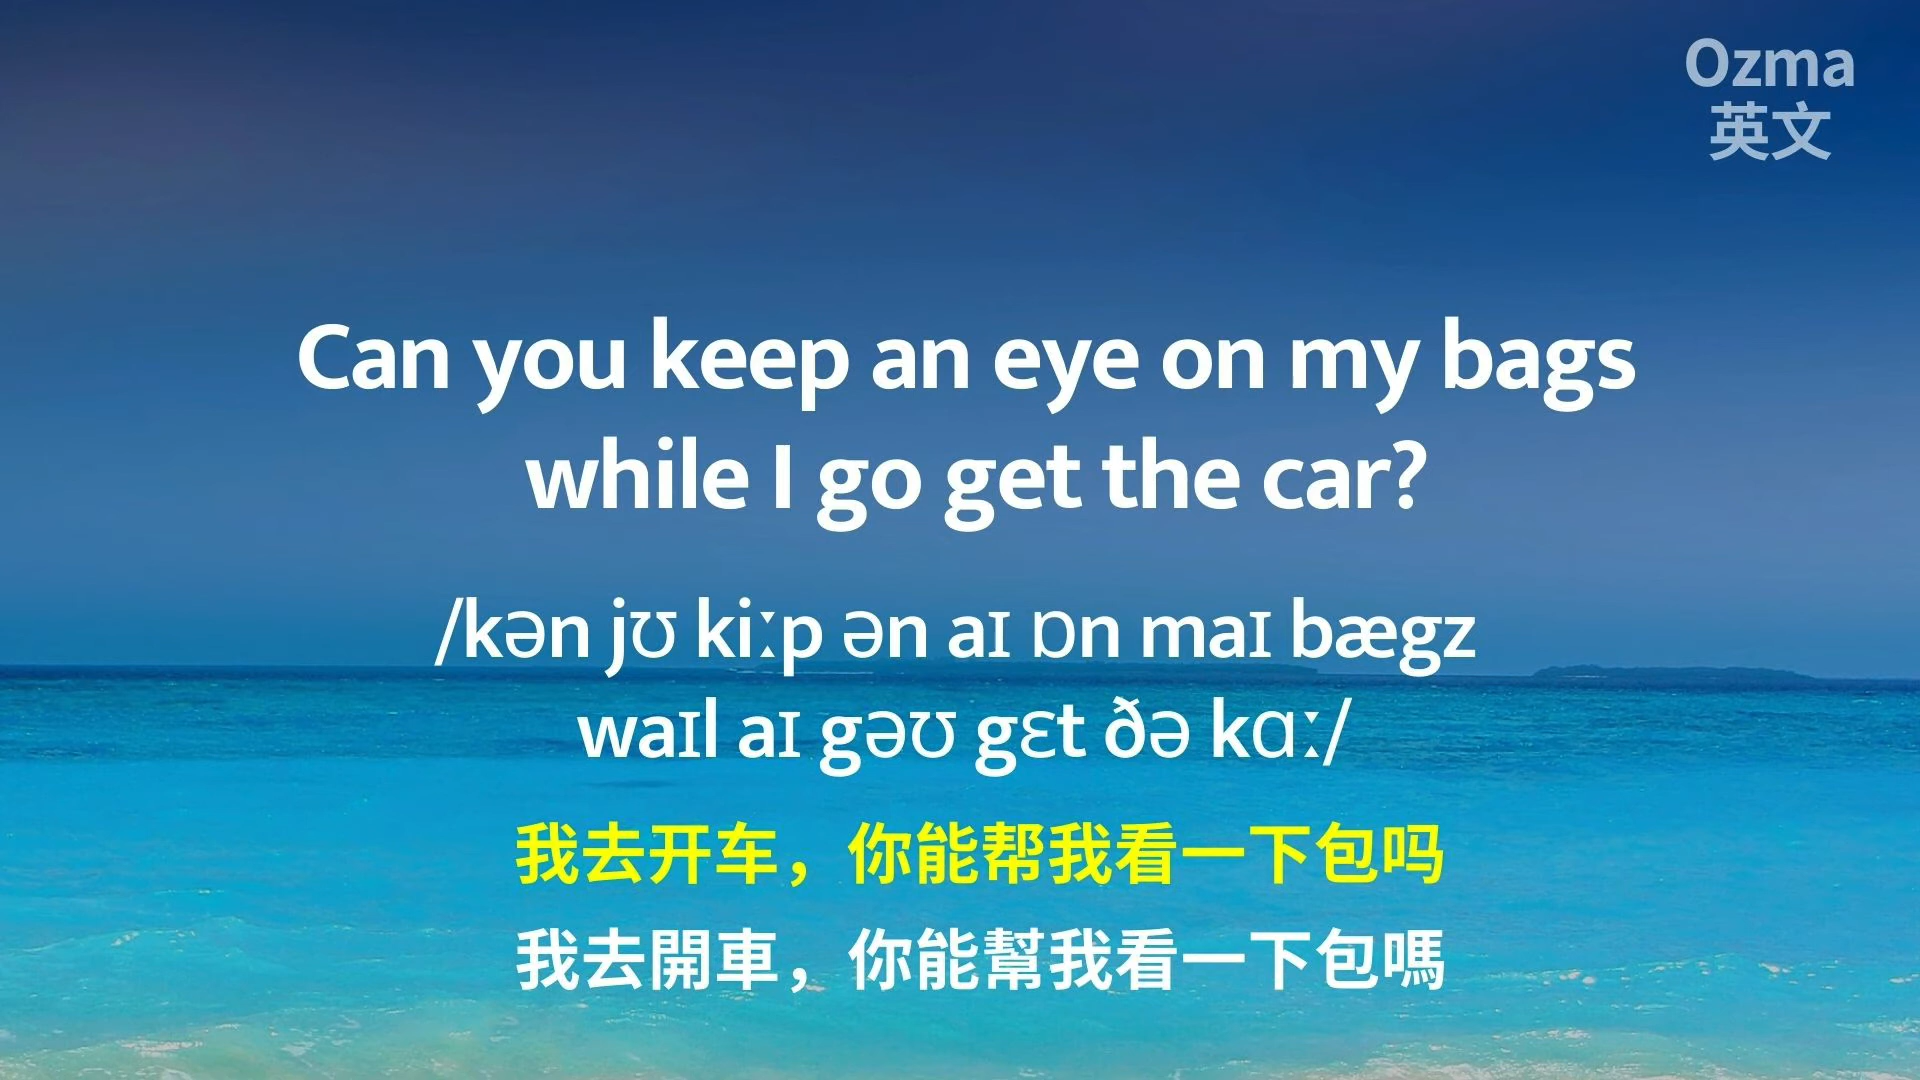 Ozma
英文
Can you keep an eye on my bags
while I go get the car?
/kən jʊ kiːp ən aɪ ɒn maɪ bægz
waɪl aɪ gəʊ gɛt ðə kɑː/
我去开车，你能帮我看一下包吗
我去開車，你能幫我看一下包嗎